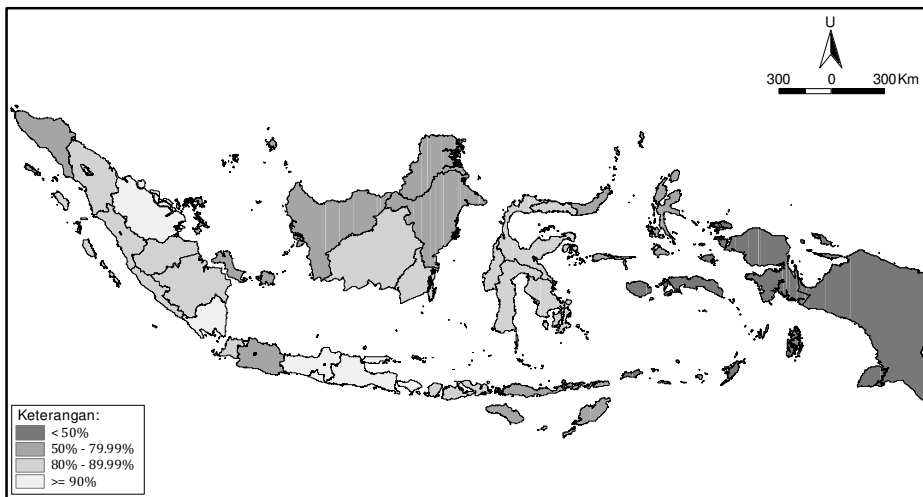 U
300 0 300 Km
Keterangan:
< 50%
50% - 79.99%
80% - 89.99%
>= 90%